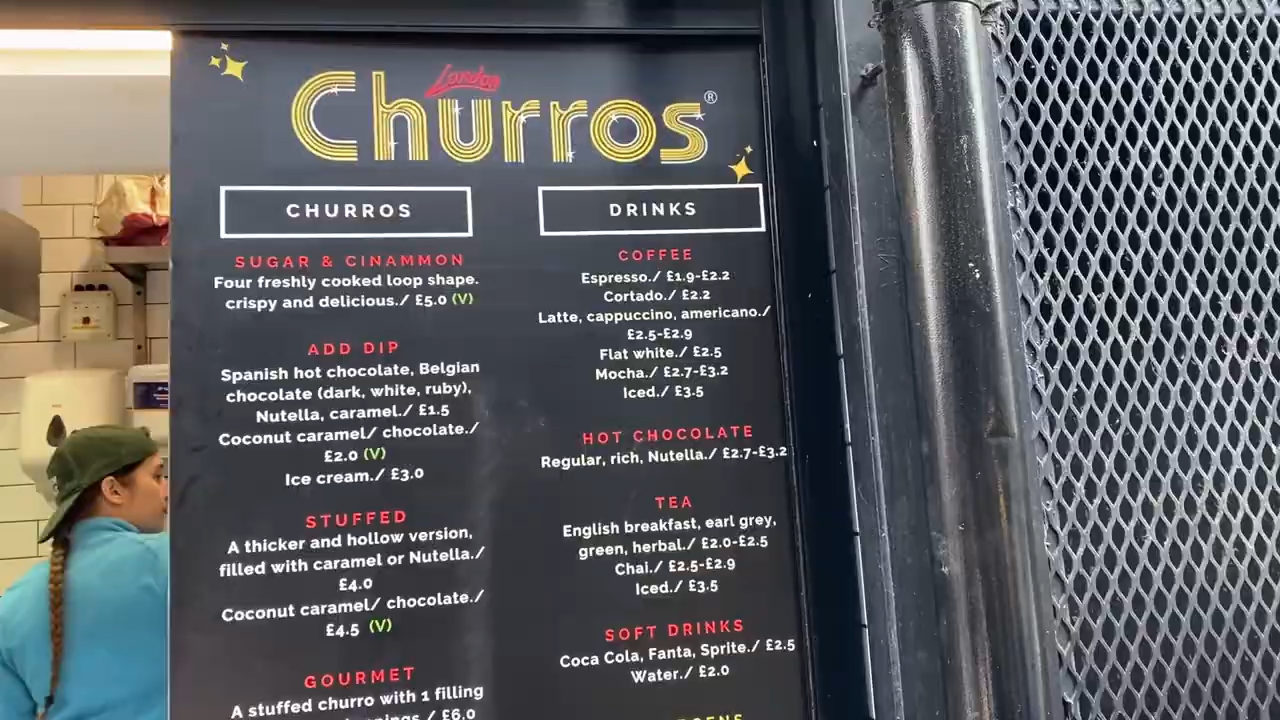 London
Churros®
CHURROS
SUGAR & CINAMMON
Four freshly cooked loop shape.
crispy and delicious./ £5.0 (V)
ADD DIP
Spanish hot chocolate, Belgian
chocolate (dark, white, ruby),
Nutella, caramel./ £1.5
Coconut caramel/ chocolate./
£2.0 (V)
Ice cream./ £3.0
STUFFED
A thicker and hollow version,
filled with caramel or Nutella./
£4.0
Coconut caramel/ chocolate./
£4.5 (V)
GOURMET
A stuffed churro with 1 filling
/ £6.0
DRINKS
COFFEE
Espresso./ £1.9-£2.2
Cortado./ £2.2
Latte, cappuccino, americano./
£2.5-£2.9
Flat white./ £2.5
Mocha./ £2.7-£3.2
Iced./ £3.5
HOT CHOCOLATE
Regular, rich, Nutella./ £2.7-£3.2
TEA
English breakfast, earl grey,
green, herbal./ £2.0-£2.5
Chai./ £2.5-£2.9
Iced./ £3.5
SOFT DRINKS
Coca Cola, Fanta, Sprite./ £2.5
Water./ £2.0